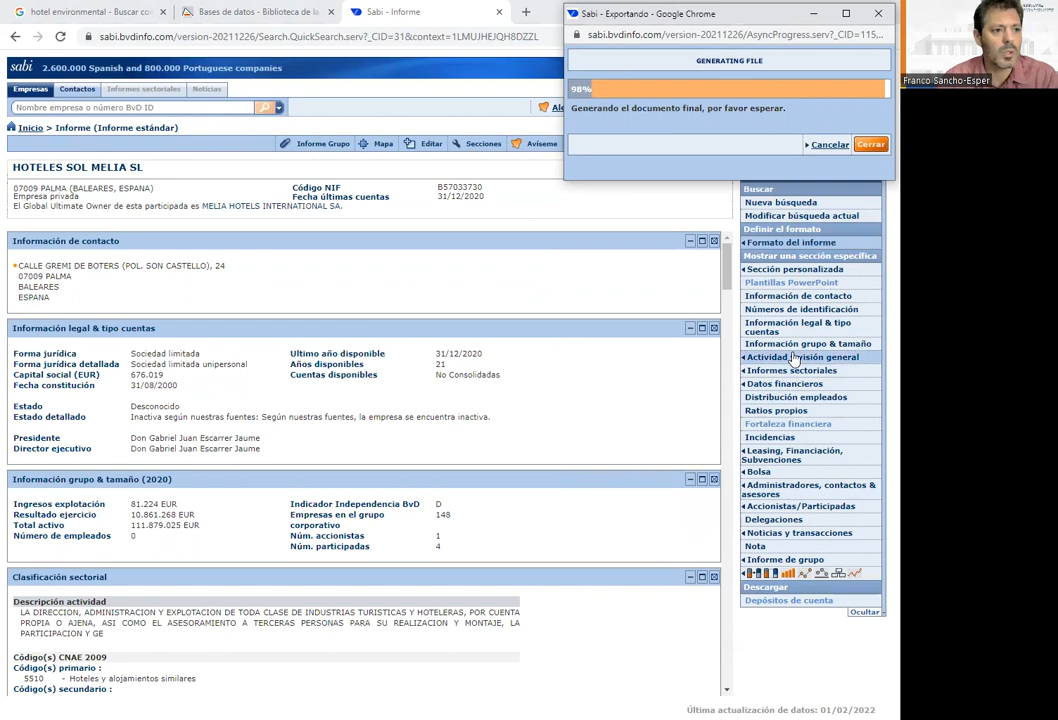 hotel environmental - Buscar co
Bases de datos - Biblioteca de la
Sabi - Informe
sabi.bvdinfo.com/version-20211226/Search.QuickSearch.serv?_CID=31&context=1LMUJHEJQH8DZZL
Sabi - Exportando - Google Chrome
sabi.bvdinfo.com/version-20211226/AsyncProgress.serv?_CID=115...
GENERATING FILE
98%
Generando el documento final, por favor esperar.
Cancelar
Cerrar
Franco Sancho-Esper
sabi 2.600.000 Spanish and 800.000 Portuguese companies
Empresas Contactos Informes sectoriales Noticias
Nombre empresa o número BvD ID
Ale
Inicio > Informe (Informe estándar)
Informe Grupo Mapa Editar Secciones Avíseme
HOTELES SOL MELIA SL
07009 PALMA (BALEARES, ESPANA) Código NIF B57033730
Empresa privada Fecha últimas cuentas 31/12/2020
El Global Ultimate Owner de esta participada es MELIA HOTELS INTERNATIONAL SA.
Información de contacto
CALLE GREMI DE BOTERS (POL. SON CASTELLO), 24
07009 PALMA
BALEARES
ESPANA
Información legal & tipo cuentas
Forma jurídica Sociedad limitada Ultimo año disponible 31/12/2020
Forma jurídica detallada Sociedad limitada unipersonal Años disponibles 21
Capital social (EUR) 676.019 Cuentas disponibles No Consolidadas
Fecha constitución 31/08/2000
Estado Desconocido
Estado detallado Inactiva según nuestras fuentes: Según nuestras fuentes, la empresa se encuentra inactiva.
Presidente Don Gabriel Juan Escarrer Jaume
Director ejecutivo Don Gabriel Juan Escarrer Jaume
Información grupo & tamaño (2020)
Ingresos explotación 81.224 EUR Indicador Independencia BvD D
Resultado ejercicio 10.861.268 EUR Empresas en el grupo 148
Total activo 111.879.025 EUR corporativo
Número de empleados 0 Núm. accionistas 1
Núm. participadas 4
Clasificación sectorial
Descripción actividad
LA DIRECCION, ADMINISTRACION Y EXPLOTACION DE TODA CLASE DE INDUSTRIAS TURISTICAS Y HOTELERAS, POR CUENTA
PROPIA O AJENA, ASI COMO EL ASESORAMIENTO A TERCERAS PERSONAS PARA SU REALIZACION Y MONTAJE, LA
PARTICIPACION Y GE
Código(s) CNAE 2009
Código(s) primario :
5510 - Hoteles y alojamientos similares
Código(s) secundario :
Buscar
Nueva búsqueda
Modificar búsqueda actual
Definir el formato
Formato del informe
Mostrar una sección específica
Sección personalizada
Plantillas PowerPoint
Información de contacto
Números de identificación
Información legal & tipo
cuentas
Información grupo & tamaño
Actividad, visión general
Informes sectoriales
Datos financieros
Distribución empleados
Ratios propios
Fortaleza financiera
Incidencias
Leasing, Financiación,
Subvenciones
Bolsa
Administradores, contactos &
asesores
Accionistas/Participadas
Delegaciones
Noticias y transacciones
Nota
Informe de grupo
Descargar
Depósitos de cuenta
Ocultar
Última actualización de datos: 01/02/2022